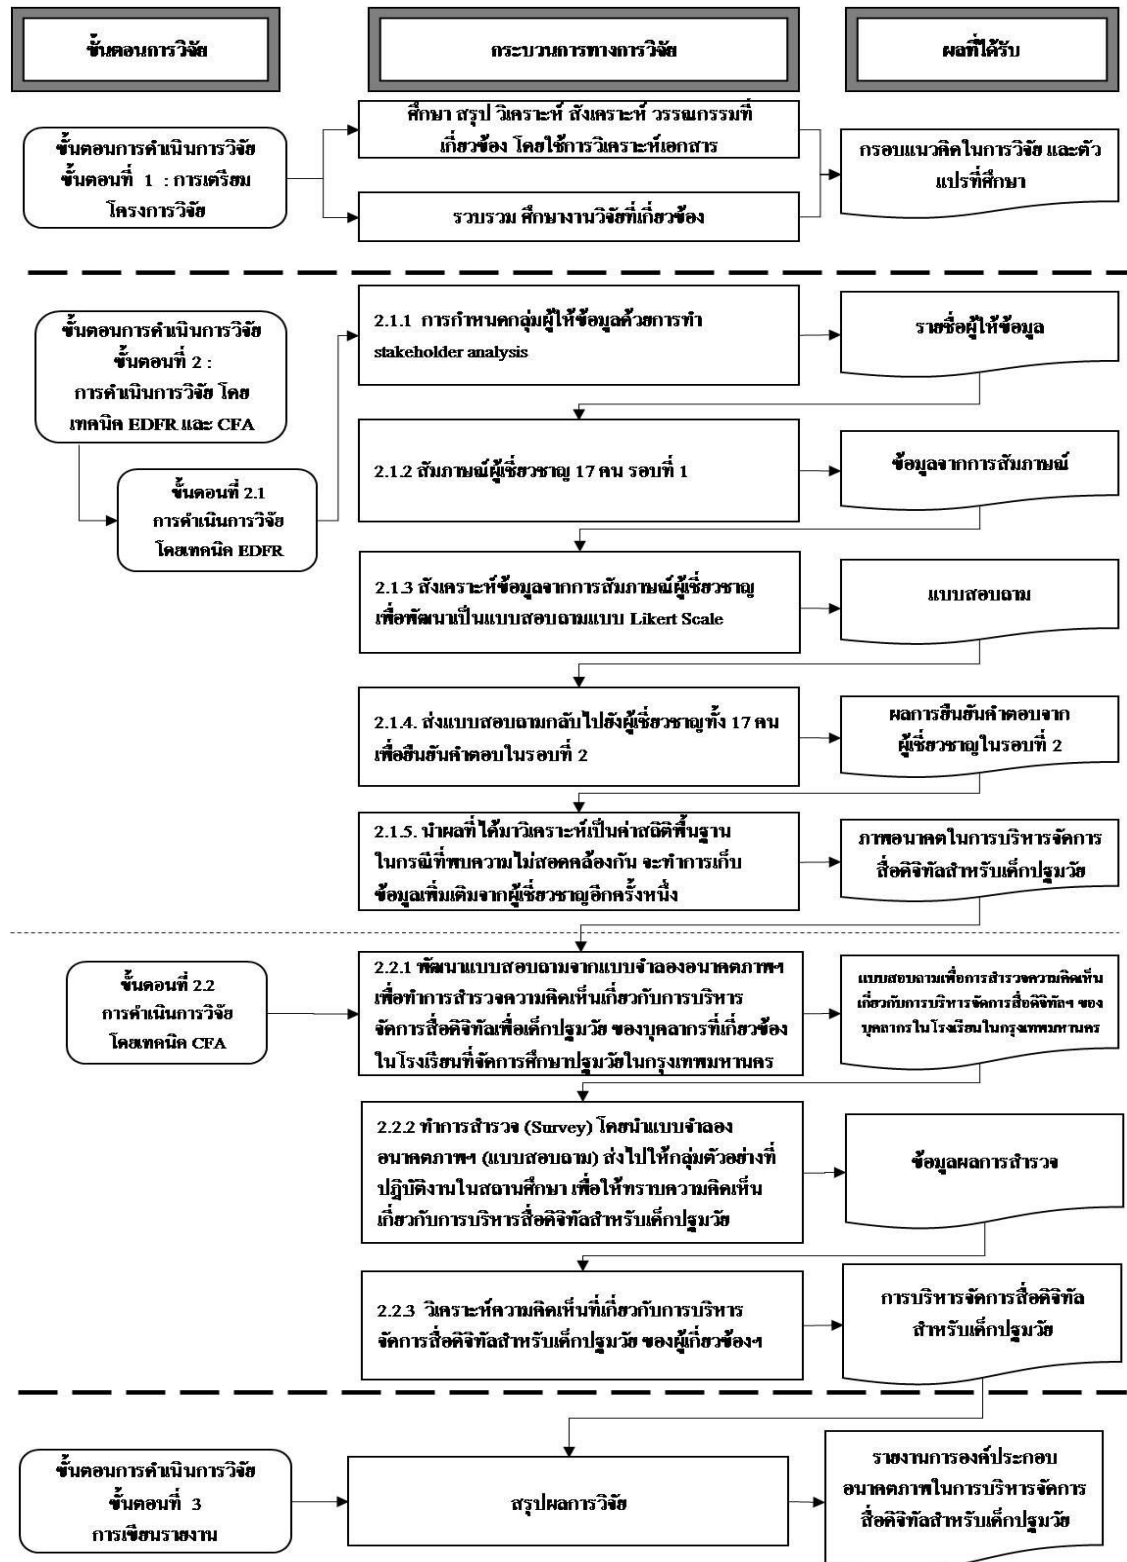 ขั้นตอนการวิจัย
กระบวนการทางการวิจัย
ผลที่ได้รับ
ขั้นตอนการดำเนินการวิจัย
ขั้นตอนที่ 1 : การเตรียม
โครงการวิจัย
ศึกษา สรุป วิเคราะห์ สังเคราะห์ วรรณกรรมที่
เกี่ยวข้อง โดยใช้การวิเคราะห์เอกสาร
รวบรวม ศึกษางานวิจัยที่เกี่ยวข้อง
กรอบแนวคิดในการวิจัย และตัว
แปรที่ศึกษา
ขั้นตอนการดำเนินการวิจัย
ขั้นตอนที่ 2 :
การดำเนินการวิจัย โดย
เทคนิค EDFR และ CFA
ขั้นตอนที่ 2.1
การดำเนินการวิจัย
โดยเทคนิค EDFR
2.1.1 การกำหนดกลุ่มผู้ให้ข้อมูลด้วยการทำ
stakeholder analysis
รายชื่อผู้ให้ข้อมูล
2.1.2 สัมภาษณ์ผู้เชี่ยวชาญ 17 คน รอบที่ 1
ข้อมูลจากการสัมภาษณ์
2.1.3 สังเคราะห์ข้อมูลจากการสัมภาษณ์ผู้เชี่ยวชาญ
เพื่อพัฒนาเป็นแบบสอบถามแบบ Likert Scale
แบบสอบถาม
2.1.4. ส่งแบบสอบถามกลับไปยังผู้เชี่ยวชาญทั้ง 17 คน
เพื่อยืนยันคำตอบในรอบที่ 2
ผลการยืนยันคำตอบจาก
ผู้เชี่ยวชาญในรอบที่ 2
2.1.5. นำผลที่ได้มาวิเคราะห์เป็นค่าสถิติพื้นฐาน
ในกรณีที่พบความไม่สอดคล้องกัน จะทำการเก็บ
ข้อมูลเพิ่มเติมจากผู้เชี่ยวชาญอีกครั้งหนึ่ง
ภาพอนาคตในการบริหารจัดการ
สื่อดิจิทัลสำหรับเด็กปฐมวัย
ขั้นตอนที่ 2.2
การดำเนินการวิจัย
โดยเทคนิค CFA
2.2.1 พัฒนาแบบสอบถามจากแบบจำลองอนาคตภาพฯ
เพื่อทำการสำรวจความคิดเห็นเกี่ยวกับการบริหาร
จัดการสื่อดิจิทัลเพื่อเด็กปฐมวัย ของบุคลากรที่เกี่ยวข้อง
ในโรงเรียนที่จัดการศึกษาปฐมวัยในกรุงเทพมหานคร
แบบสอบถามเพื่อการสำรวจความคิดเห็น
เกี่ยวกับการบริหารจัดการสื่อดิจิทัลฯ ของ
บุคลากรในโรงเรียนในกรุงเทพมหานคร
2.2.2 ทำการสำรวจ (Survey) โดยนำแบบจำลอง
อนาคตภาพฯ (แบบสอบถาม) ส่งไปให้กลุ่มตัวอย่างที่
ปฏิบัติงานในสถานศึกษา เพื่อให้ทราบความคิดเห็น
เกี่ยวกับการบริหารสื่อดิจิทัลสำหรับเด็กปฐมวัย
ข้อมูลผลการสำรวจ
2.2.3 วิเคราะห์ความคิดเห็นที่เกี่ยวกับการบริหาร
จัดการสื่อดิจิทัลสำหรับเด็กปฐมวัย ของผู้เกี่ยวข้องฯ
การบริหารจัดการสื่อดิจิทัล
สำหรับเด็กปฐมวัย
ขั้นตอนการดำเนินการวิจัย
ขั้นตอนที่ 3
การเขียนรายงาน
สรุปผลการวิจัย
รายงานการองค์ประกอบ
อนาคตภาพในการบริหารจัดการ
สื่อดิจิทัลสำหรับเด็กปฐมวัย